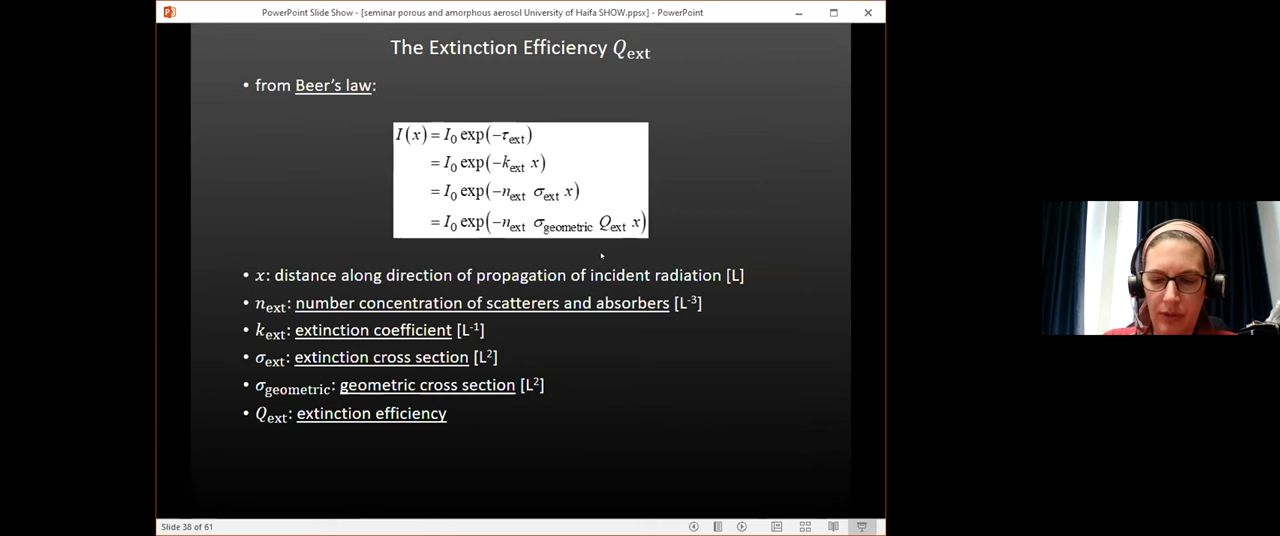 PowerPoint Slide Show - [seminar porous and amorphous aerosol University of Haifa SHOW.ppsx] - PowerPoint
The Extinction Efficiency Qₑₓₜ
• from Beer's law:
I(x) = I₀ exp(−τₑₓₜ)
= I₀ exp(−kₑₓₜ x)
= I₀ exp(−nₑₓₜ σₑₓₜ x)
= I₀ exp(−nₑₓₜ σgeometric Qₑₓₜ x)
• x: distance along direction of propagation of incident radiation [L]
• nₑₓₜ: number concentration of scatterers and absorbers [L⁻³]
• kₑₓₜ: extinction coefficient [L⁻¹]
• σₑₓₜ: extinction cross section [L²]
• σgeometric: geometric cross section [L²]
• Qₑₓₜ: extinction efficiency
Slide 38 of 61